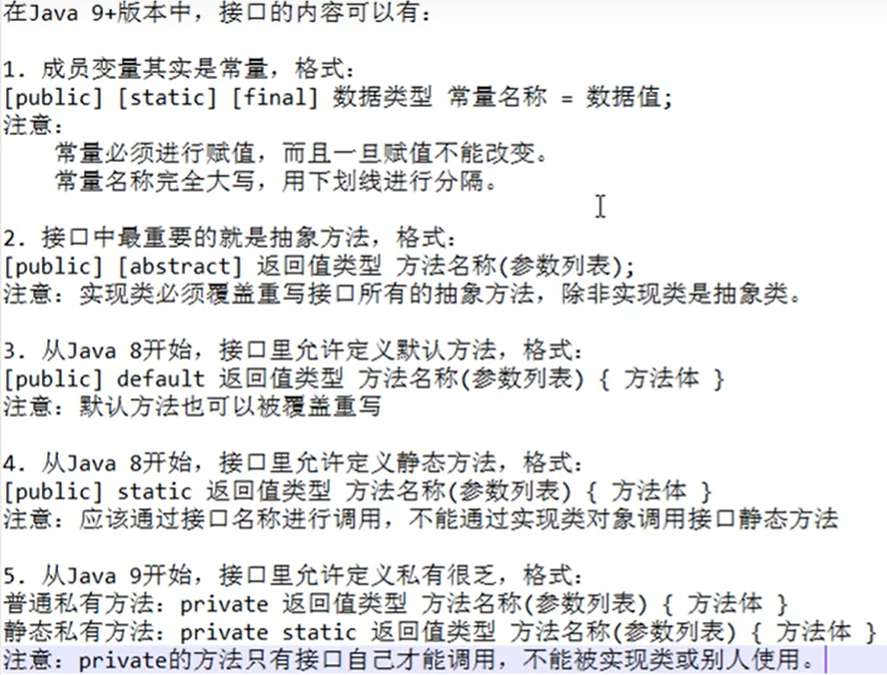 在Java 9+版本中，接口的内容可以有：
1. 成员变量其实是常量，格式：
[public] [static] [final] 数据类型 常量名称 = 数据值;
注意：
常量必须进行赋值，而且一旦赋值不能改变。
常量名称完全大写，用下划线进行分隔。
2. 接口中最重要的就是抽象方法，格式：
[public] [abstract] 返回值类型 方法名称(参数列表);
注意：实现类必须覆盖重写接口所有的抽象方法，除非实现类是抽象类。
3. 从Java 8开始，接口里允许定义默认方法，格式：
[public] default 返回值类型 方法名称(参数列表) { 方法体 }
注意：默认方法也可以被覆盖重写
4. 从Java 8开始，接口里允许定义静态方法，格式：
[public] static 返回值类型 方法名称(参数列表) { 方法体 }
注意：应该通过接口名称进行调用，不能通过实现类对象调用接口静态方法
5. 从Java 9开始，接口里允许定义私有很乏，格式：
普通私有方法：private 返回值类型 方法名称(参数列表) { 方法体 }
静态私有方法：private static 返回值类型 方法名称(参数列表) { 方法体 }
注意：private的方法只有接口自己才能调用，不能被实现类或别人使用。